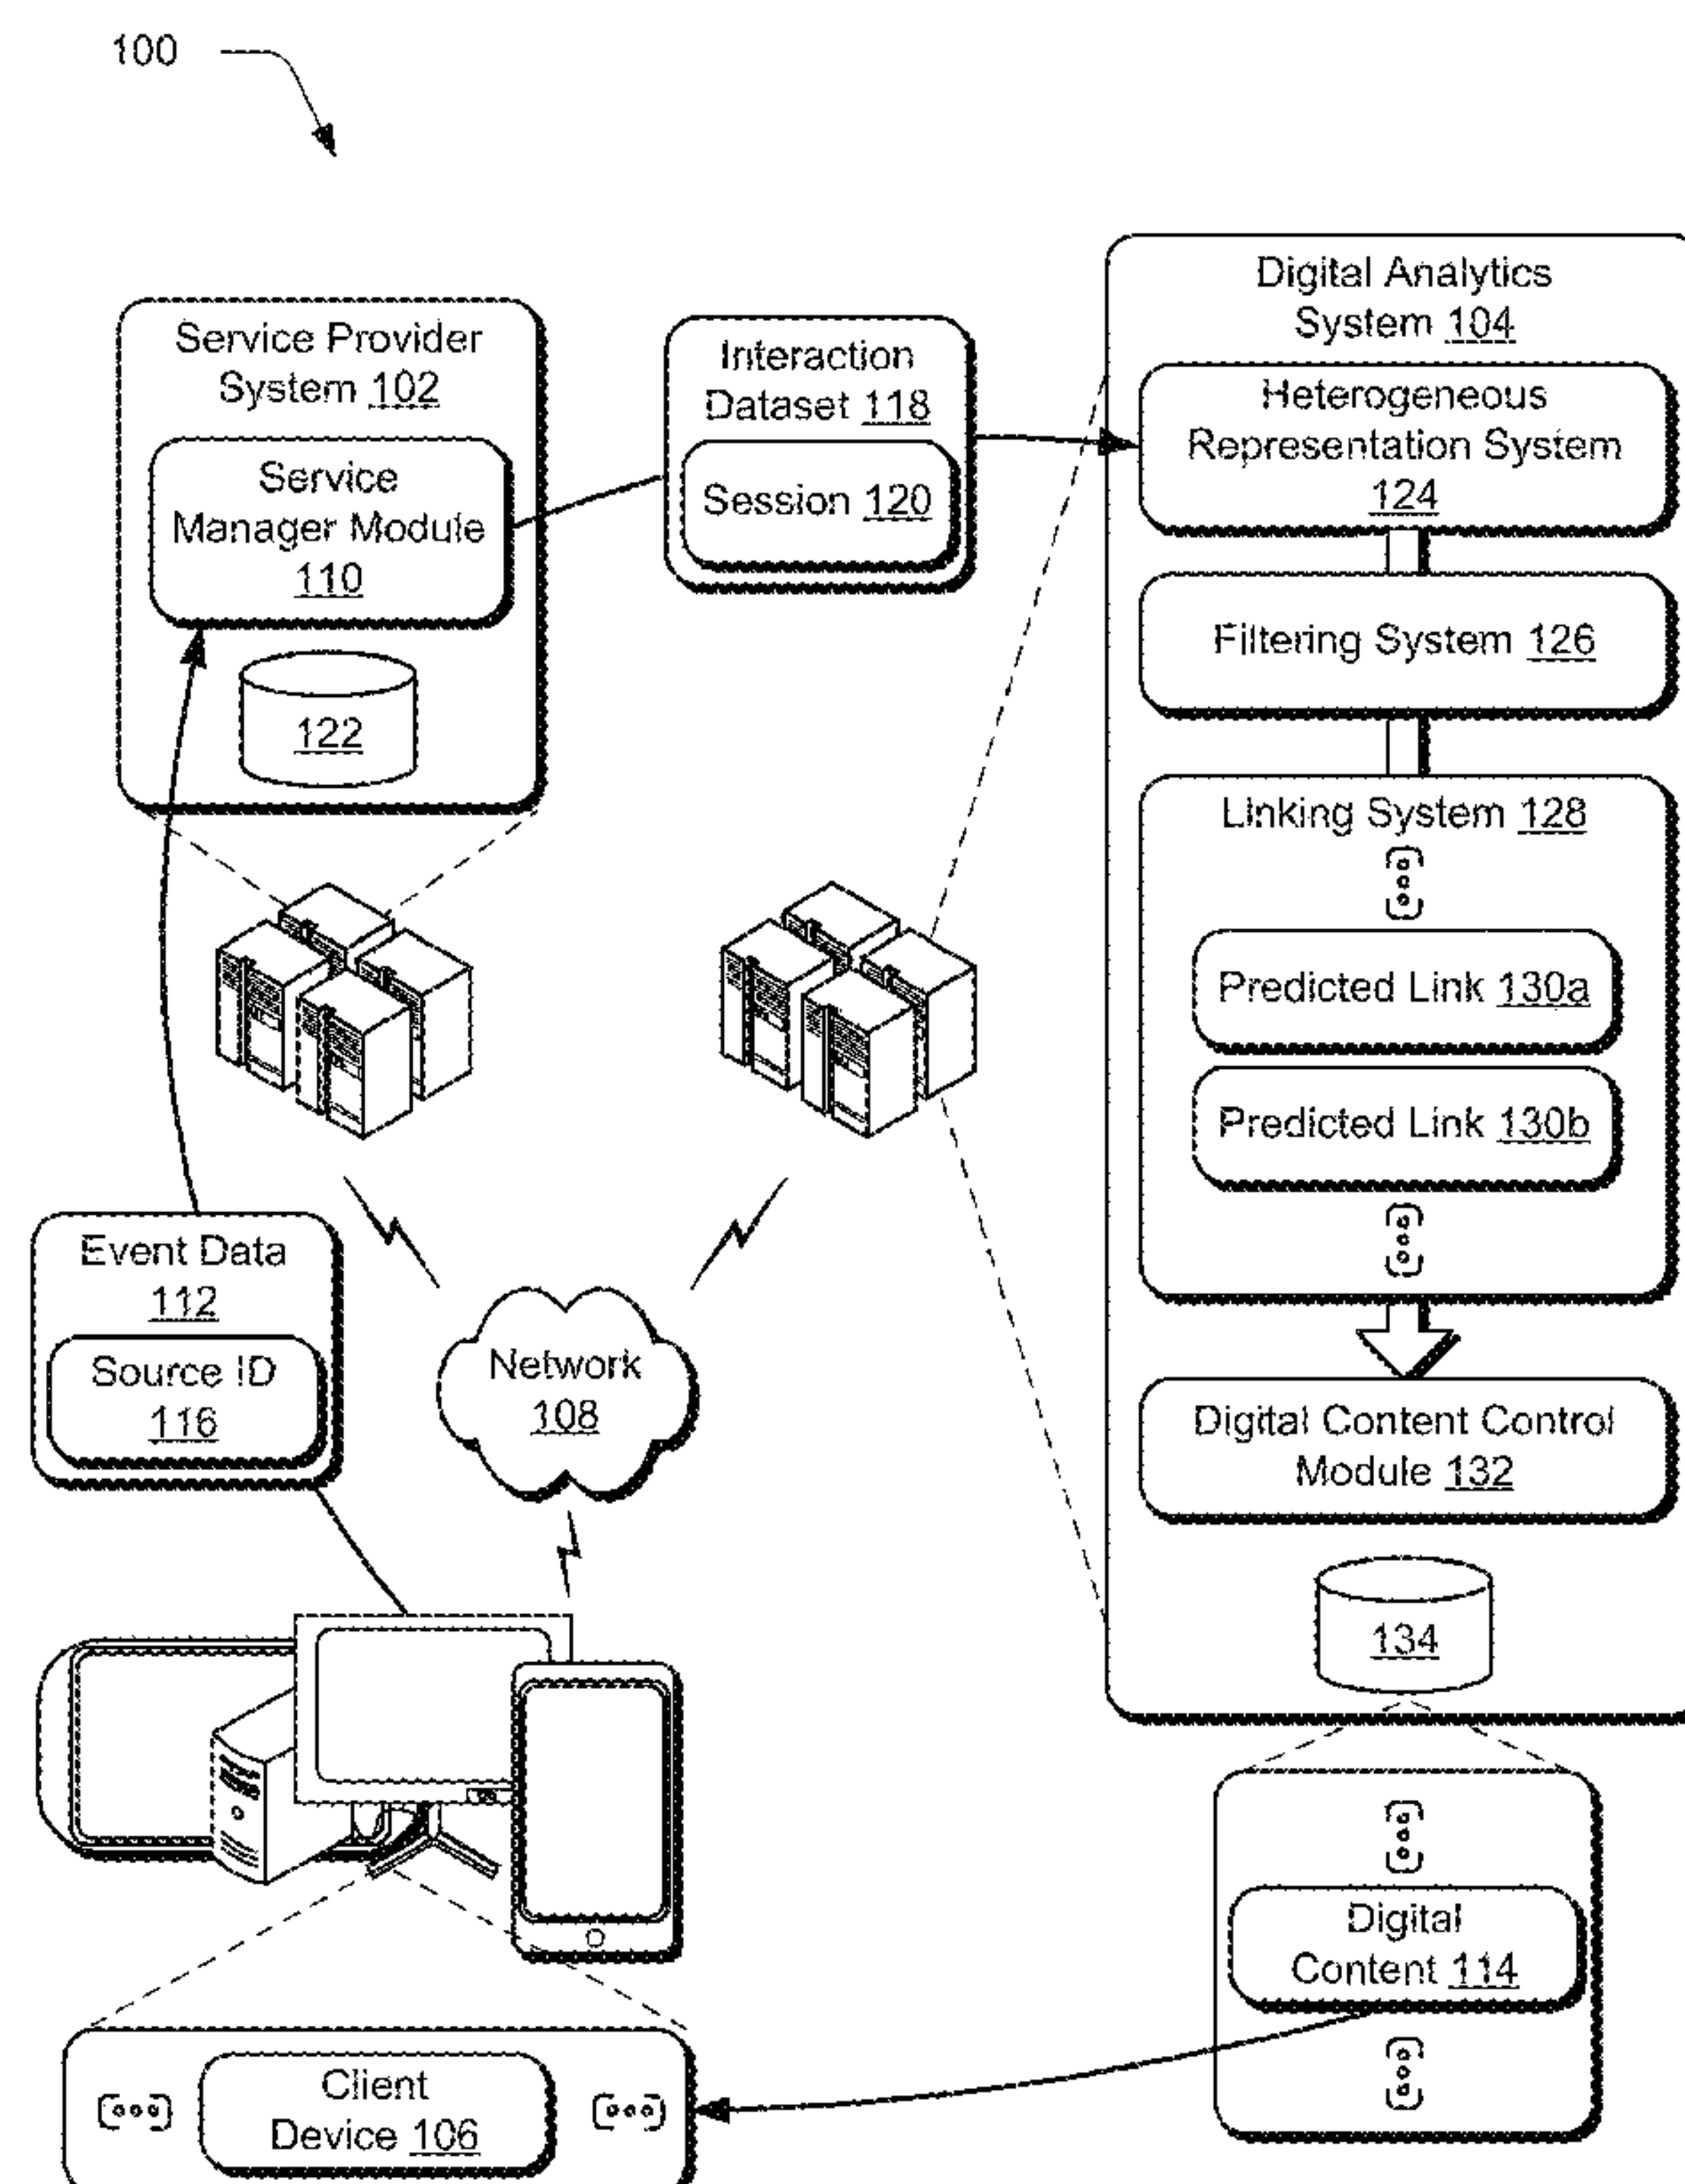 100
Service Provider
System 102
Service
Manager Module
110
122
Interaction
Dataset 118
Session 120
Digital Analytics
System 104
Heterogeneous
Representation System
124
Filtering System 126
Linking System 128
Predicted Link 130a
Predicted Link 130b
Digital Content Control
Module 132
134
Event Data
112
Source ID
116
Network
108
Digital
Content 114
Client
Device 106